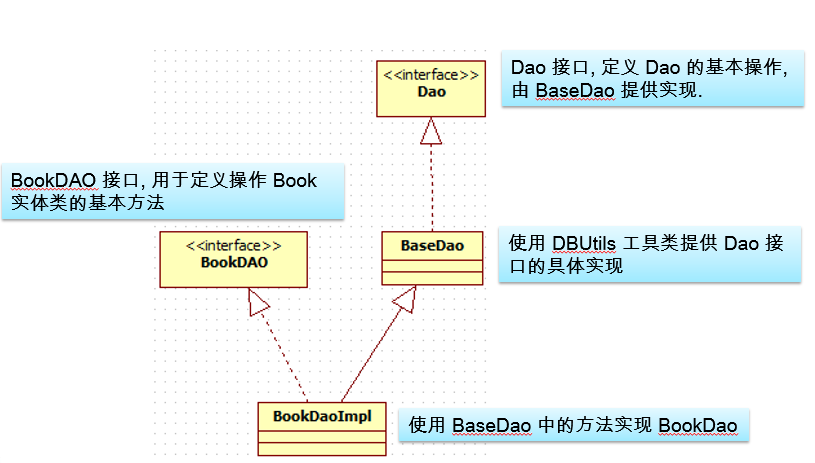 <<interface>>
Dao
Dao 接口, 定义 Dao 的基本操作,
由 BaseDao 提供实现.
BookDAO 接口, 用于定义操作 Book
实体类的基本方法
<<interface>>
BookDAO
BaseDao
使用 DBUtils 工具类提供 Dao 接
口的具体实现
BookDaoImpl
使用 BaseDao 中的方法实现 BookDao